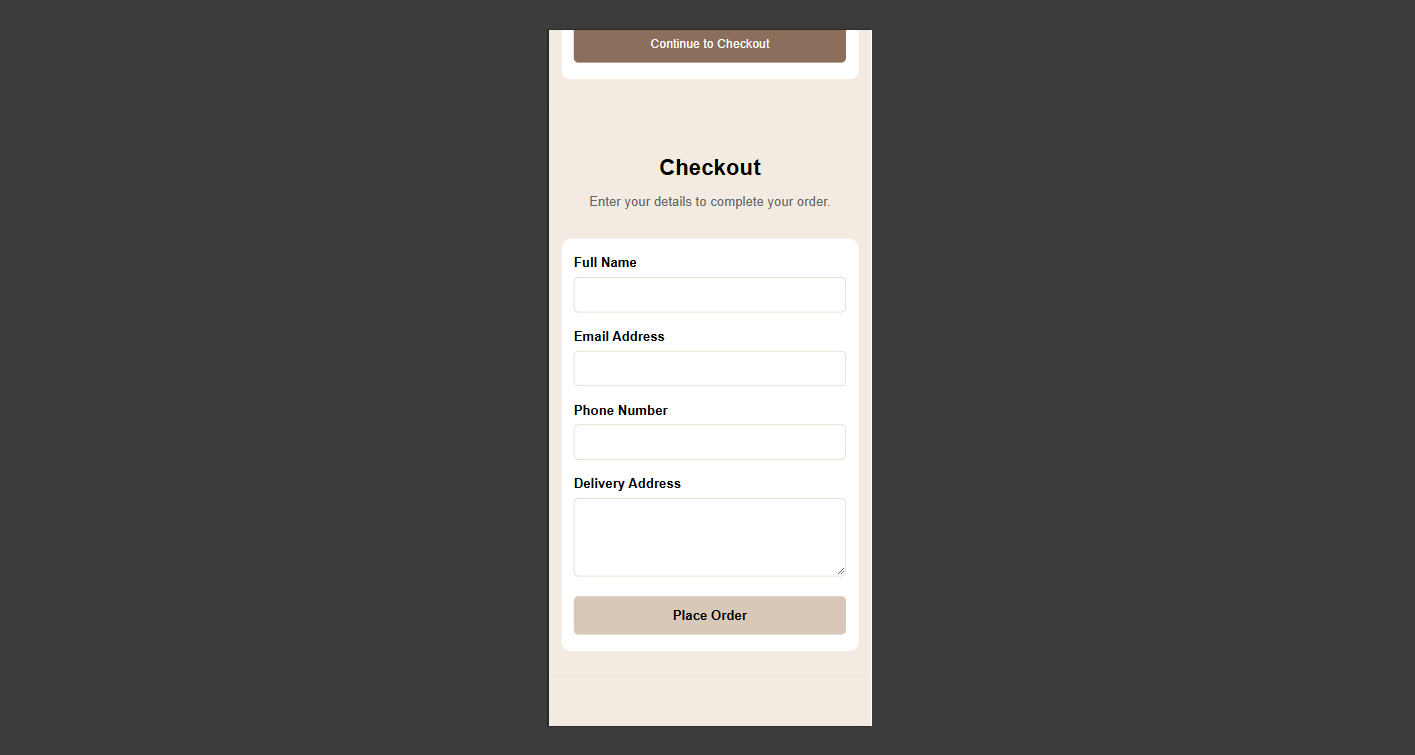 Continue to Checkout
Checkout
Enter your details to complete your order.
Full Name
Email Address
Phone Number
Delivery Address
Place Order